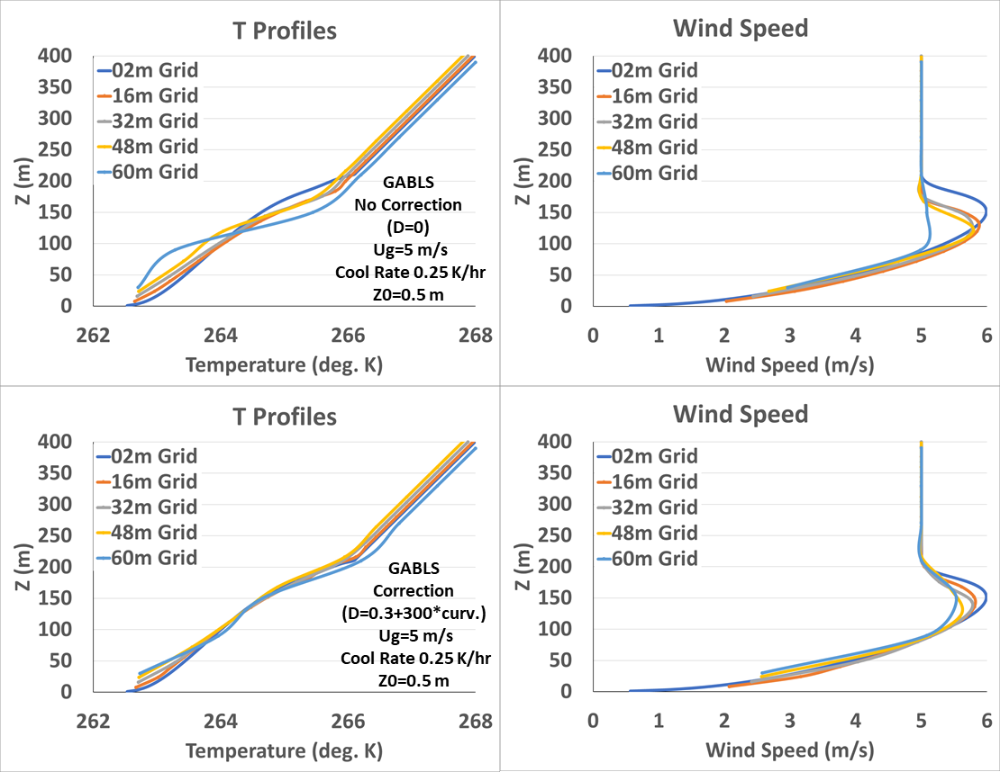 T Profiles
400
350
300
250
200
150
100
50
0
Z (m)
02m Grid
16m Grid
32m Grid
48m Grid
60m Grid
GABLS
No Correction
(D=0)
Ug=5 m/s
Cool Rate 0.25 K/hr
Z0=0.5 m
262 264 266 268
Temperature (deg. K)
Wind Speed
400
350
300
250
200
150
100
50
0
Z (m)
02m Grid
16m Grid
32m Grid
48m Grid
60m Grid
0 1 2 3 4 5 6
Wind Speed (m/s)
T Profiles
400
350
300
250
200
150
100
50
0
Z (m)
02m Grid
16m Grid
32m Grid
48m Grid
60m Grid
GABLS
Correction
(D=0.3+300*curv.)
Ug=5 m/s
Cool Rate 0.25 K/hr
Z0=0.5 m
262 264 266 268
Temperature (deg. K)
Wind Speed
400
350
300
250
200
150
100
50
0
Z (m)
02m Grid
16m Grid
32m Grid
48m Grid
60m Grid
0 1 2 3 4 5 6
Wind Speed (m/s)